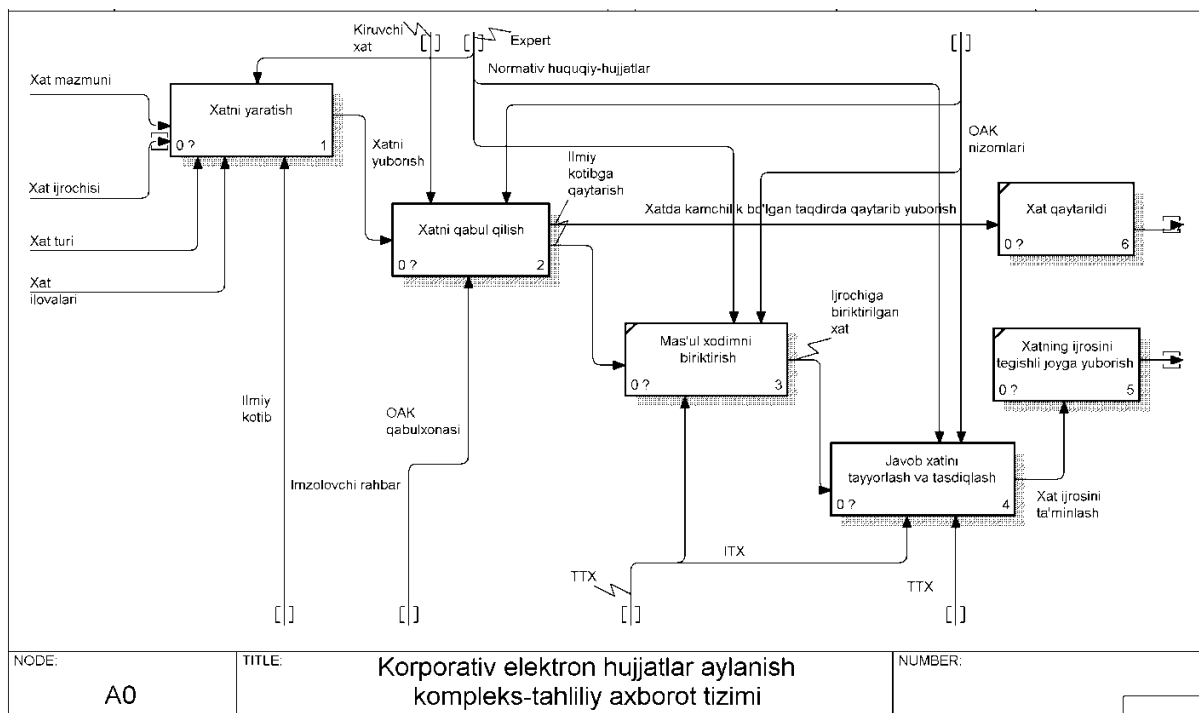 Kiruvchi
xat
Expert
Normativ huquqiy-hujjatlar
Xat mazmuni
Xatni yaratish
0 ?
1
Xatni
yuborish
Ilmiy
kotibga
qaytarish
OAK
nizomlari
Xat ijrochisi
Xatni qabul qilish
0 ?
2
Xatda kamchilik bo'lgan taqdirda qaytarib yuborish
Xat qaytarildi
0 ?
6
Xat turi
Xat
ilovalari
Ijrochiga
biriktirilgan
xat
Mas'ul xodimni
biriktirish
0 ?
3
Xatning ijrosini
tegishli joyga yuborish
0 ?
5
Ilmiy
kotib
OAK
qabulxonasi
Imzolovchi rahbar
Javob xatini
tayyorlash va tasdiqlash
0 ?
4
Xat ijrosini
ta'minlash
TTX
ITX
TTX
NODE:
A0
TITLE:
Korporativ elektron hujjatlar aylanish
kompleks-tahliliy axborot tizimi
NUMBER: